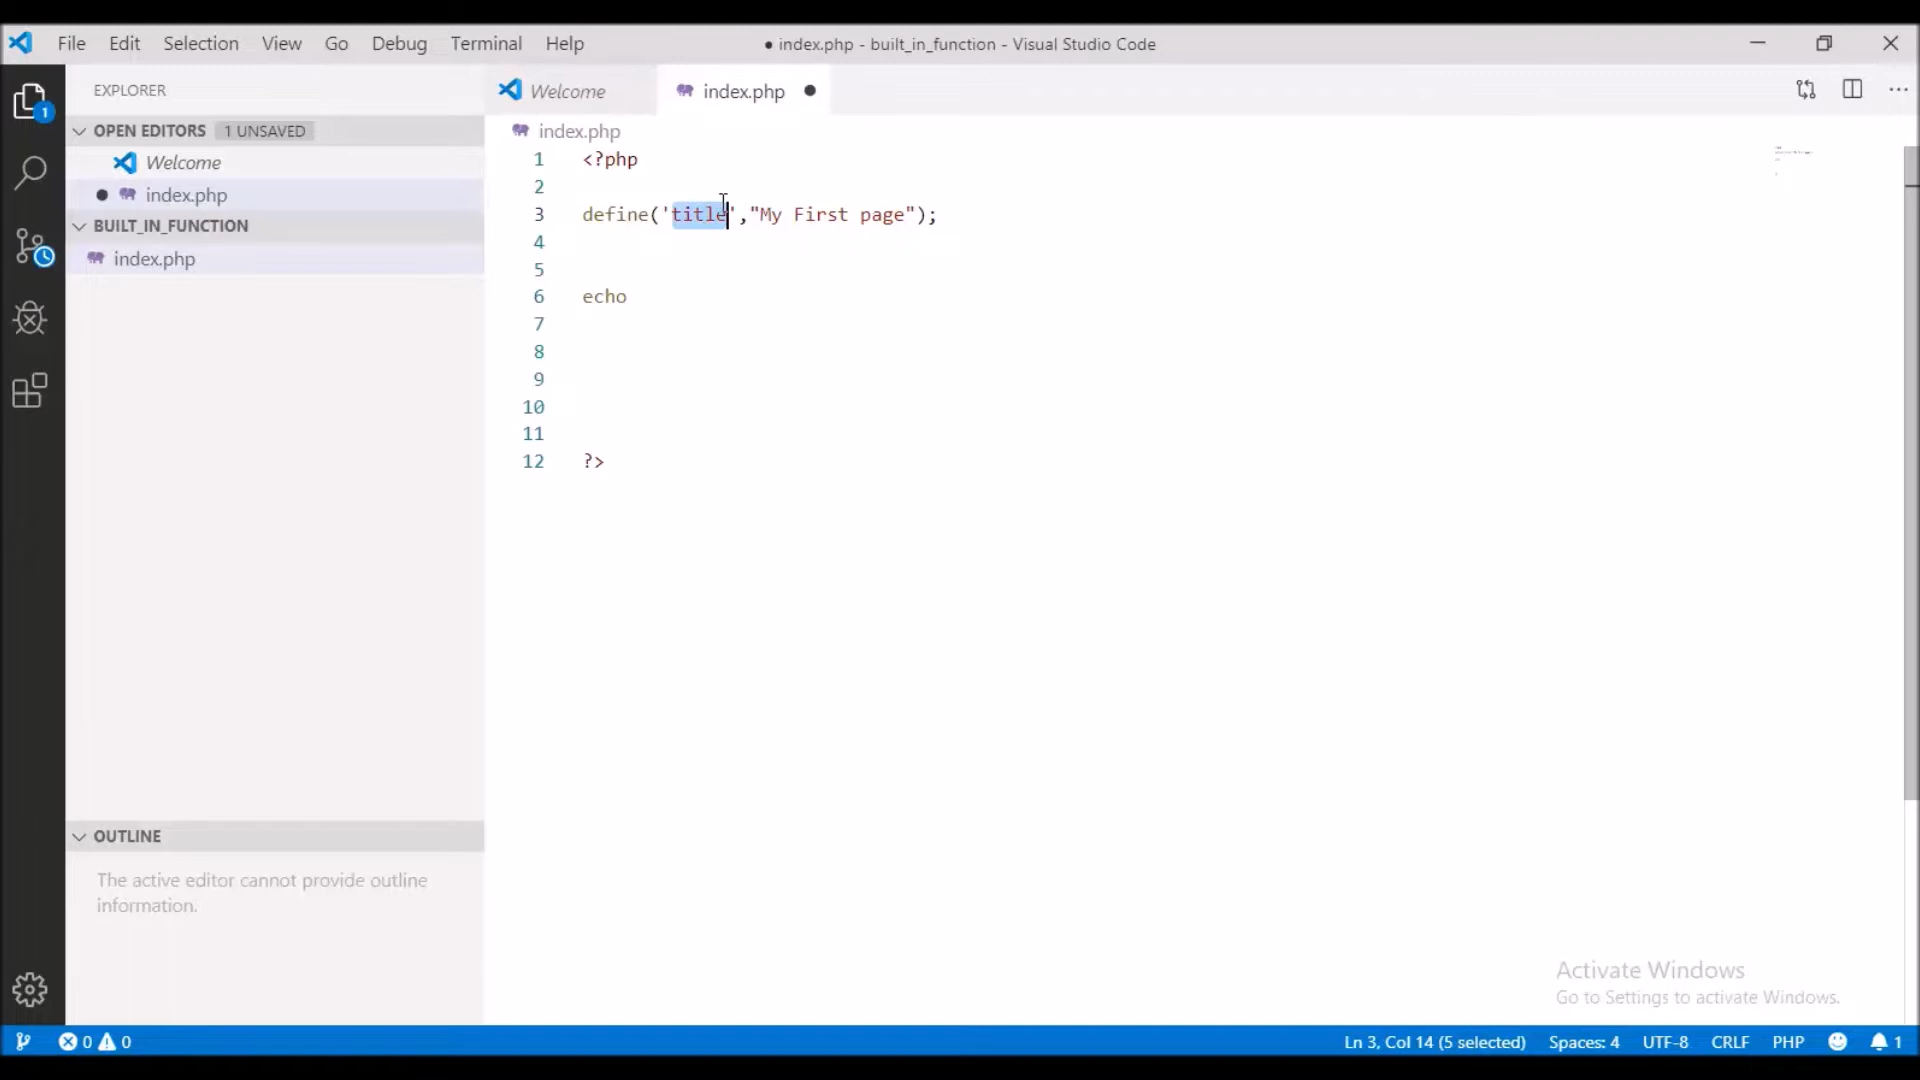 File Edit Selection View Go Debug Terminal Help
● index.php - built_in_function - Visual Studio Code
EXPLORER
OPEN EDITORS 1 UNSAVED
Welcome
index.php
BUILT_IN_FUNCTION
index.php
OUTLINE
The active editor cannot provide outline
information.
1
Welcome
index.php ●
index.php
1 <?php
2
3 define('title',"My First page");
4
5
6 echo
7
8
9
10
11
12 ?>
Activate Windows
Go to Settings to activate Windows.
0 0
Ln 3, Col 14 (5 selected) Spaces: 4 UTF-8 CRLF PHP 1